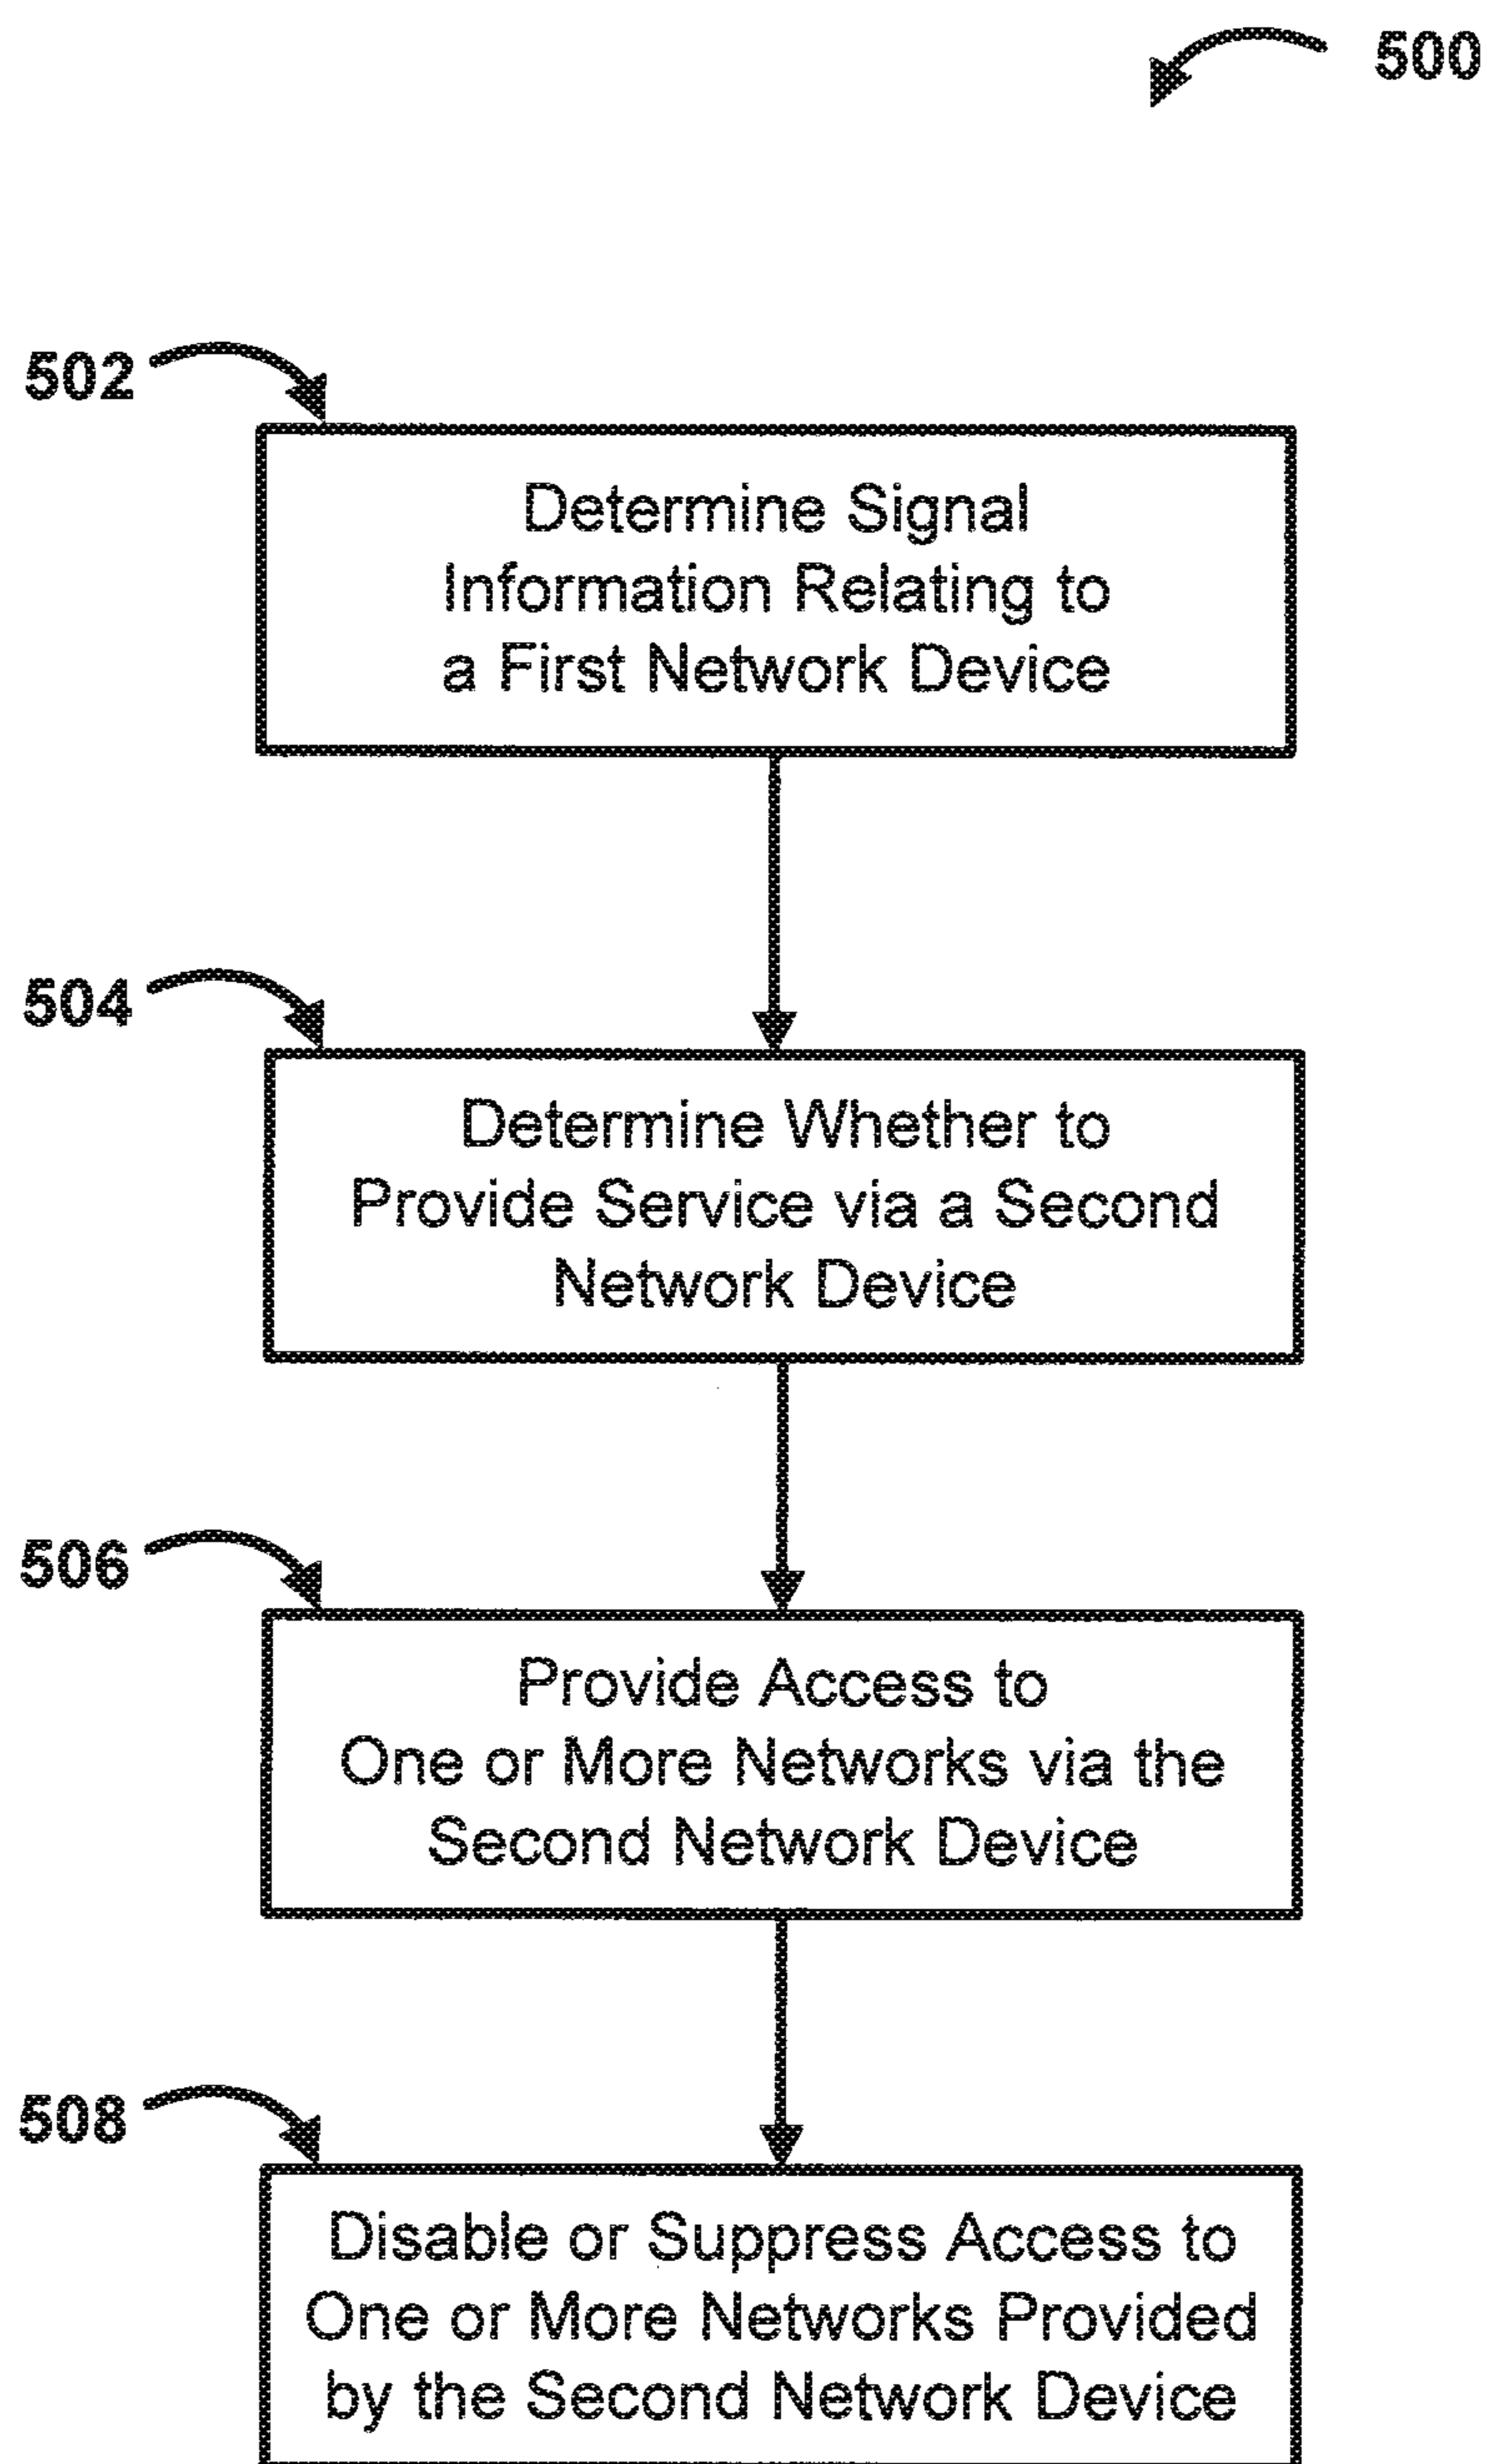 500
502
Determine Signal
Information Relating to
a First Network Device
504
Determine Whether to
Provide Service via a Second
Network Device
506
Provide Access to
One or More Networks via the
Second Network Device
508
Disable or Suppress Access to
One or More Networks Provided
by the Second Network Device